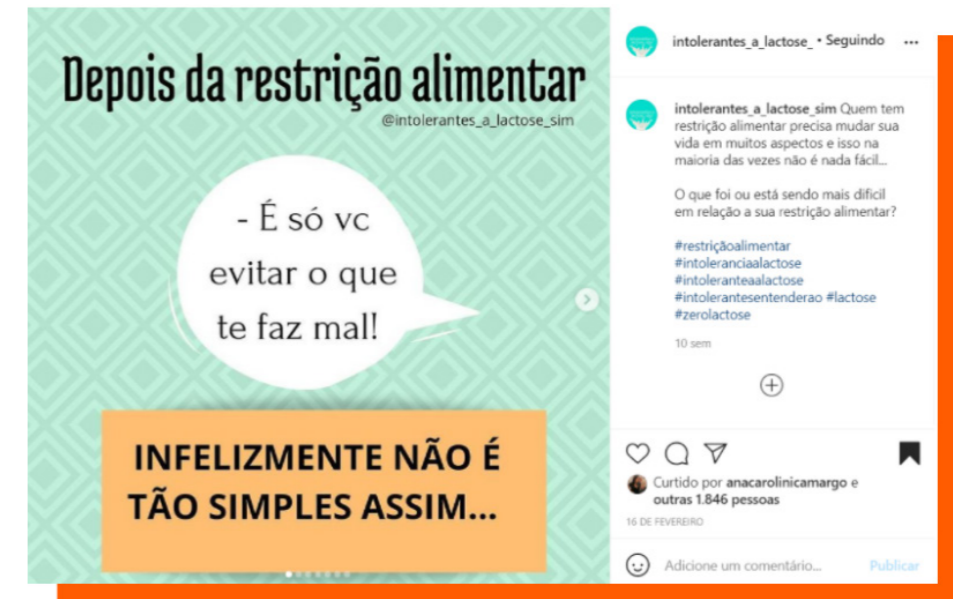 Depois da restrição alimentar
@intolerantes_a_lactose_sim
- É só vc
evitar o que
te faz mal!
INFELIZMENTE NÃO É
TÃO SIMPLES ASSIM...
intolerantes_a_lactose_ • Seguindo ...
intolerantes_a_lactose_sim Quem tem
restrição alimentar precisa mudar sua
vida em muitos aspectos e isso na
maioria das vezes não é nada fácil...
O que foi ou está sendo mais dificil
em relação a sua restrição alimentar?
#restriçãoalimentar
#intoleranciaalactose
#intoleranteaalactose
#intolerantesentenderao #lactose
#zerolactose
10 sem
Curtido por anacarolinicamargo e
outras 1.846 pessoas
16 DE FEVEREIRO
Adicione um comentário... Publicar